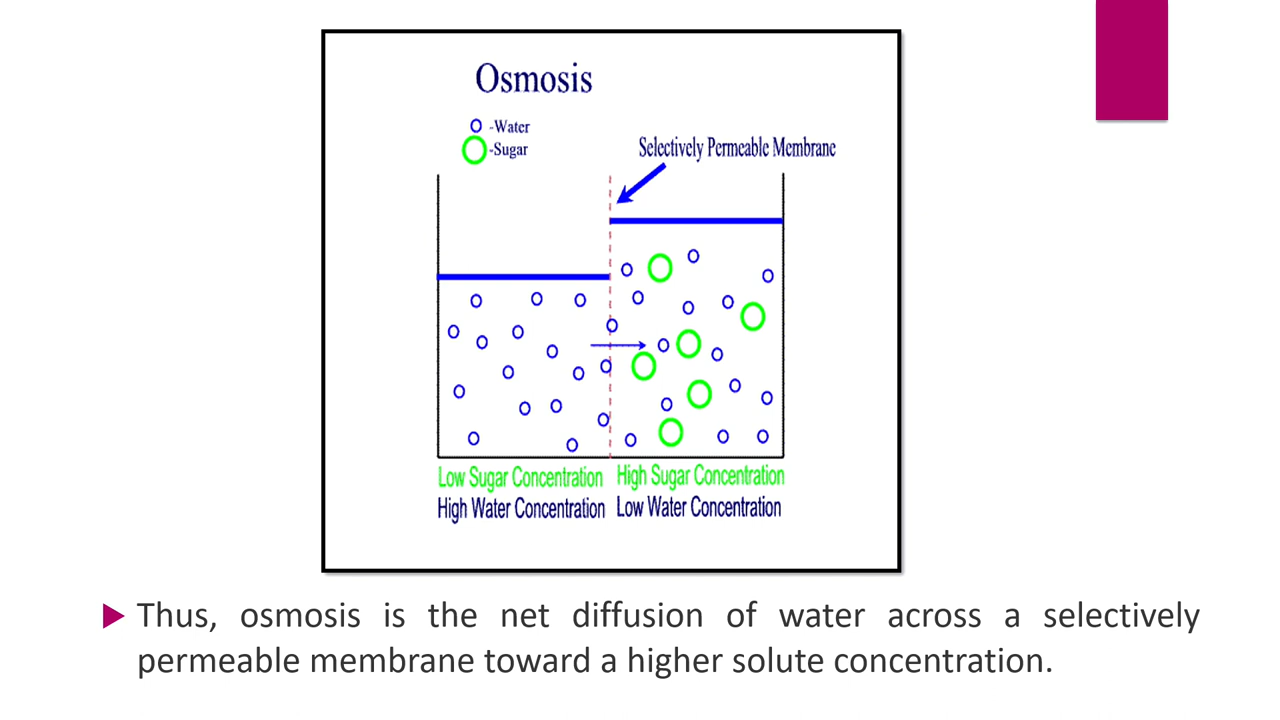 Osmosis
-Water
-Sugar
Selectively Permeable Membrane
Low Sugar Concentration
High Sugar Concentration
High Water Concentration
Low Water Concentration
Thus, osmosis is the net diffusion of water across a selectively
permeable membrane toward a higher solute concentration.